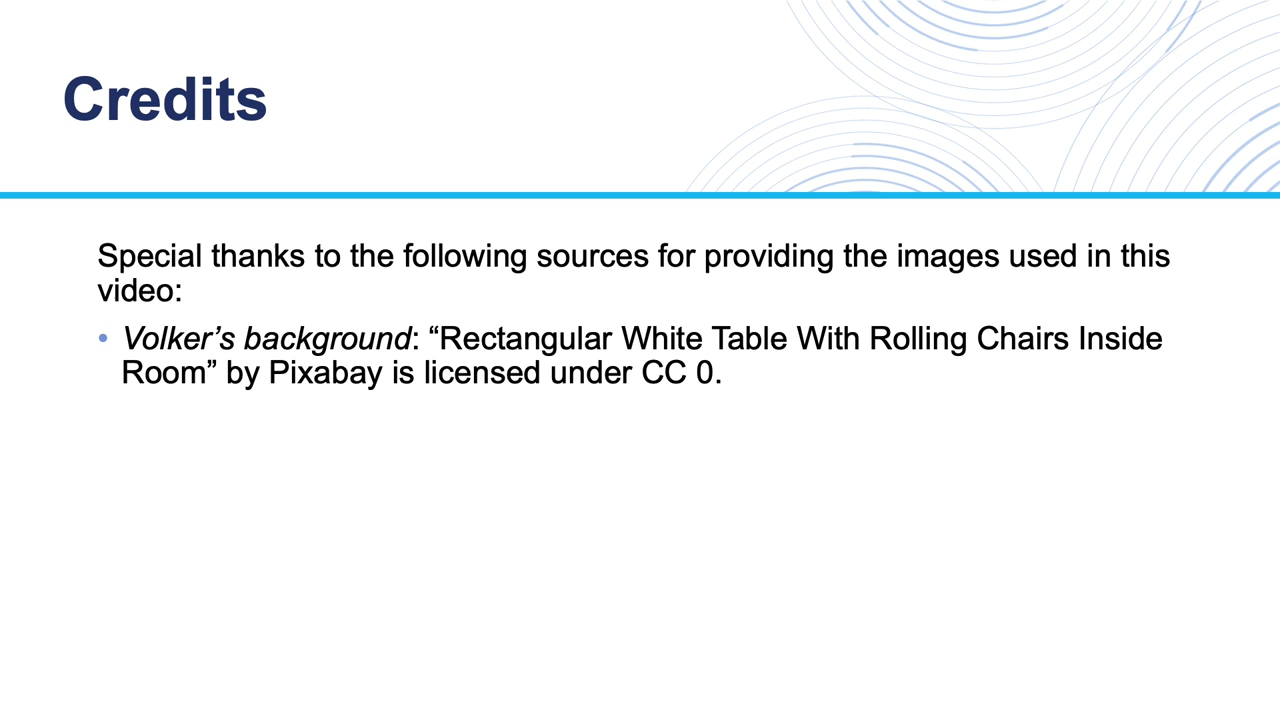 Credits
Special thanks to the following sources for providing the images used in this
video:
• Volker’s background: “Rectangular White Table With Rolling Chairs Inside
Room” by Pixabay is licensed under CC 0.